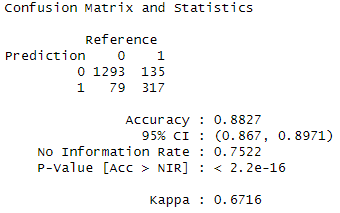 Confusion Matrix and Statistics
Reference
Prediction 0 1
0 1293 135
1 79 317
Accuracy : 0.8827
95% CI : (0.867, 0.8971)
No Information Rate : 0.7522
P-Value [Acc > NIR] : < 2.2e-16
Kappa : 0.6716